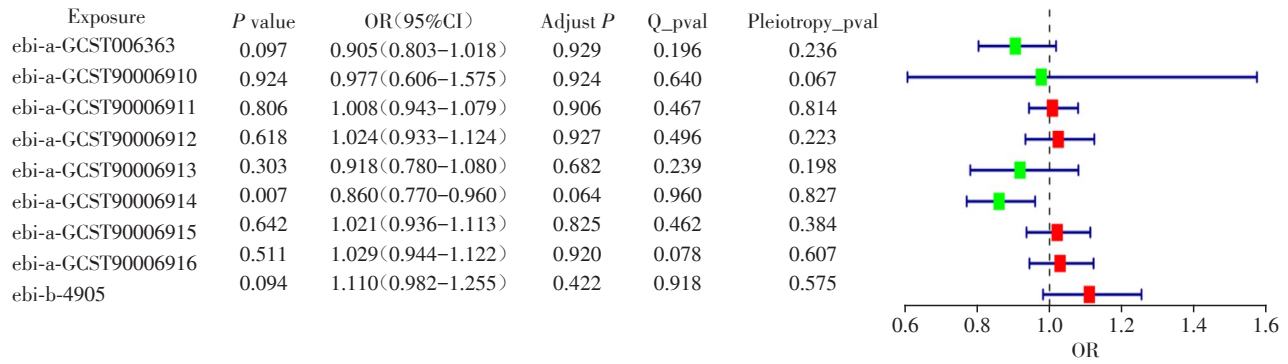 Exposure P value OR（95%CI） Adjust P Q_pval Pleiotropy_pval
ebi-a-GCST006363 0.097 0.905（0.803−1.018） 0.929 0.196 0.236
ebi-a-GCST90006910 0.924 0.977（0.606−1.575） 0.924 0.640 0.067
ebi-a-GCST90006911 0.806 1.008（0.943−1.079） 0.906 0.467 0.814
ebi-a-GCST90006912 0.618 1.024（0.933−1.124） 0.927 0.496 0.223
ebi-a-GCST90006913 0.303 0.918（0.780−1.080） 0.682 0.239 0.198
ebi-a-GCST90006914 0.007 0.860（0.770−0.960） 0.064 0.960 0.827
ebi-a-GCST90006915 0.642 1.021（0.936−1.113） 0.825 0.462 0.384
ebi-a-GCST90006916 0.511 1.029（0.944−1.122） 0.920 0.078 0.607
ebi-b-4905 0.094 1.110（0.982−1.255） 0.422 0.918 0.575
0.6 0.8 1.0 1.2 1.4 1.6
OR